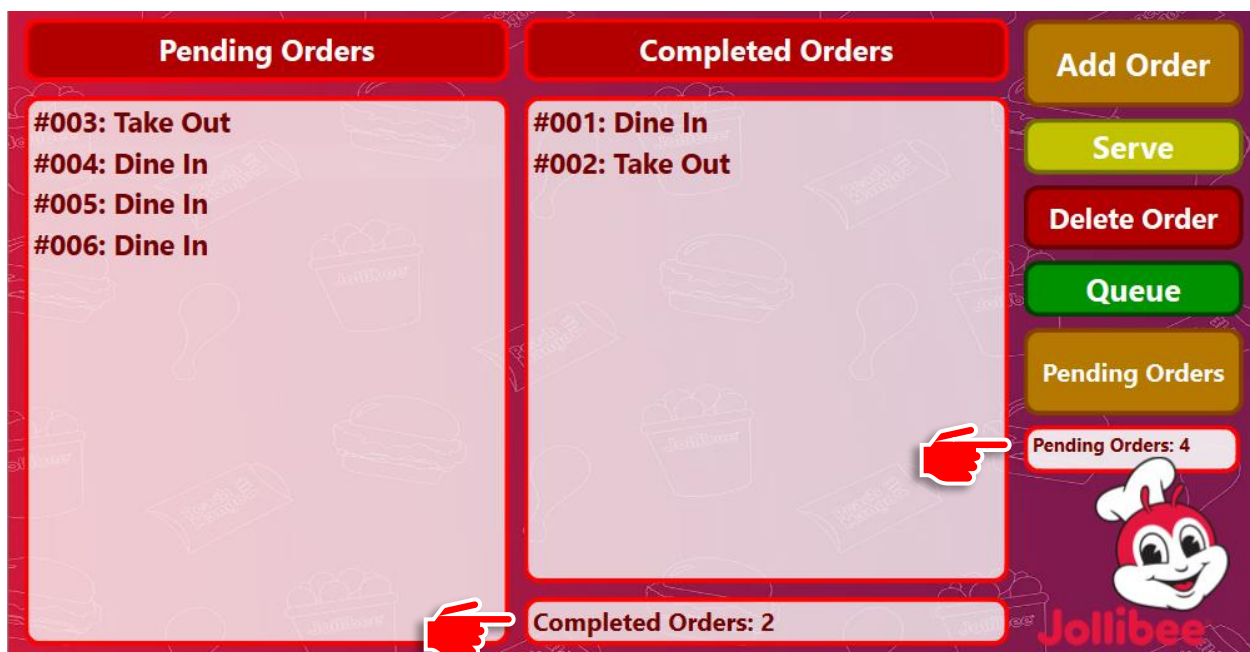 Pending Orders
#003: Take Out
#004: Dine In
#005: Dine In
#006: Dine In
Completed Orders
#001: Dine In
#002: Take Out
Completed Orders: 2
Add Order
Serve
Delete Order
Queue
Pending Orders
Pending Orders: 4
Jollibee